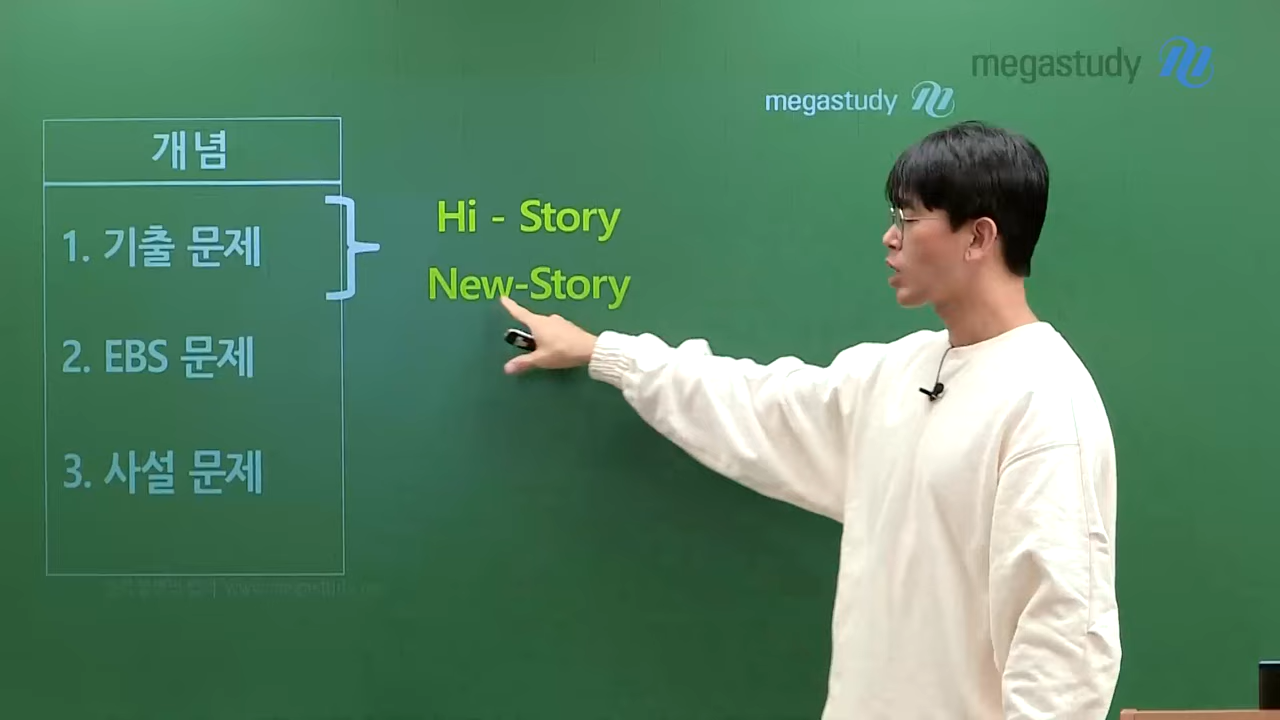 megastudy
megastudy
개념
1. 기출 문제
Hi - Story
New-Story
2. EBS 문제
3. 사설 문제